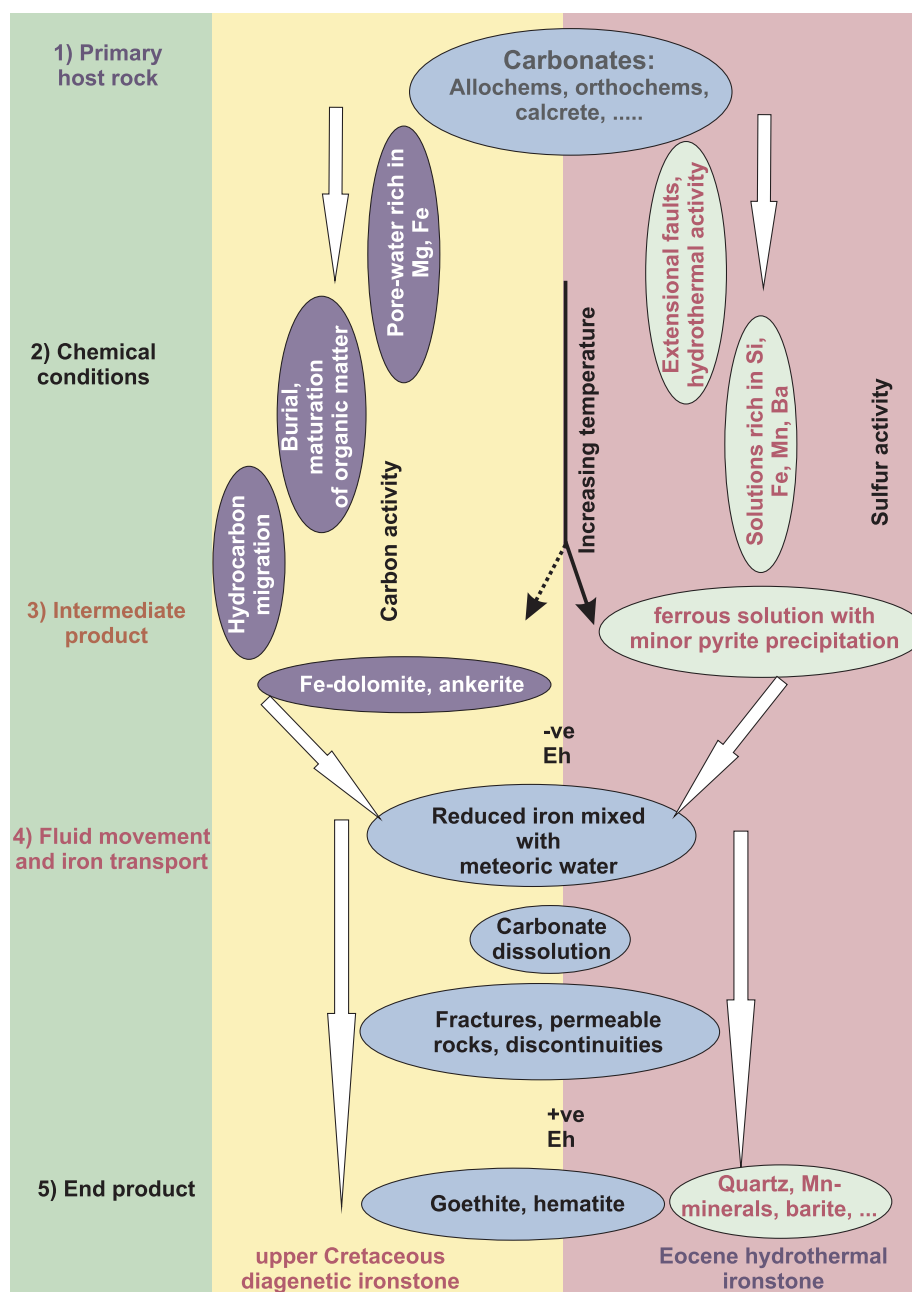 1) Primary
host rock
Carbonates:
Allochems, orthochems,
calcrete, .....
Pore-water rich in
Mg, Fe
Extensional faults,
hydrothermal activity
2) Chemical
conditions
Burial,
maturation
of organic matter
Increasing temperature
Solutions rich in Si,
Fe, Mn, Ba
Sulfur activity
Carbon activity
Hydrocarbon
migration
3) Intermediate
product
ferrous solution with
minor pyrite precipitation
Fe-dolomite, ankerite
-ve
Eh
4) Fluid movement
and iron transport
Reduced iron mixed
with
meteoric water
Carbonate
dissolution
Fractures, permeable
rocks, discontinuities
+ve
Eh
5) End product
Goethite, hematite
Quartz, Mn-
minerals, barite, ...
upper Cretaceous
diagenetic ironstone
Eocene hydrothermal
ironstone